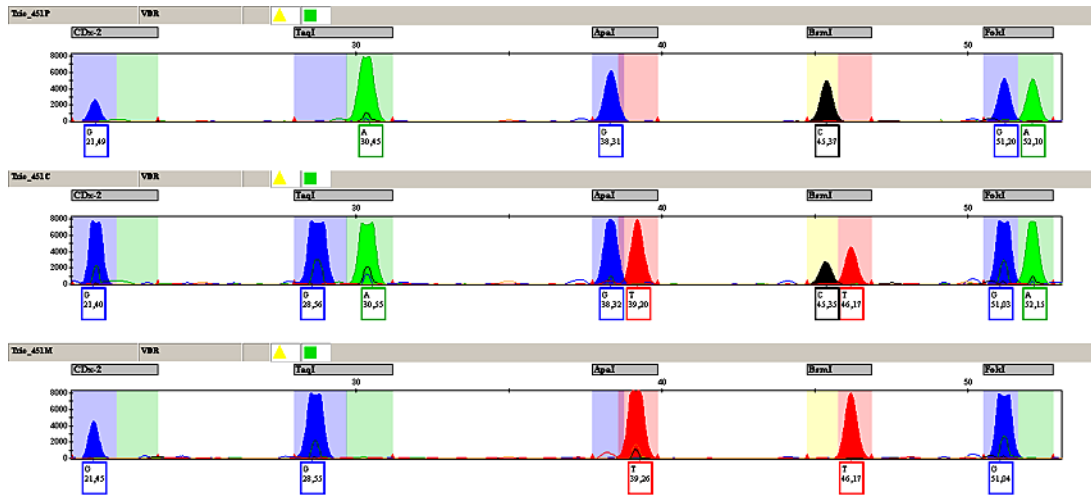 Trio_451P VDR
CDx-2 TaqI ApaI BsmI FokI
30 40 50
8000
6000
4000
2000
0
G 21,49
A 30,45
G 38,31
C 45,37
G 51,20
A 52,10
Trio_451C VDR
CDx-2 TaqI ApaI BsmI FokI
30 40 50
8000
6000
4000
2000
0
G 21,40
G 28,56
A 30,55
G 38,32
T 39,20
C 45,35
T 46,17
G 51,03
A 52,15
Trio_451M VDR
CDx-2 TaqI ApaI BsmI FokI
30 40 50
8000
6000
4000
2000
0
G 21,45
G 28,55
T 39,26
T 46,17
G 51,04